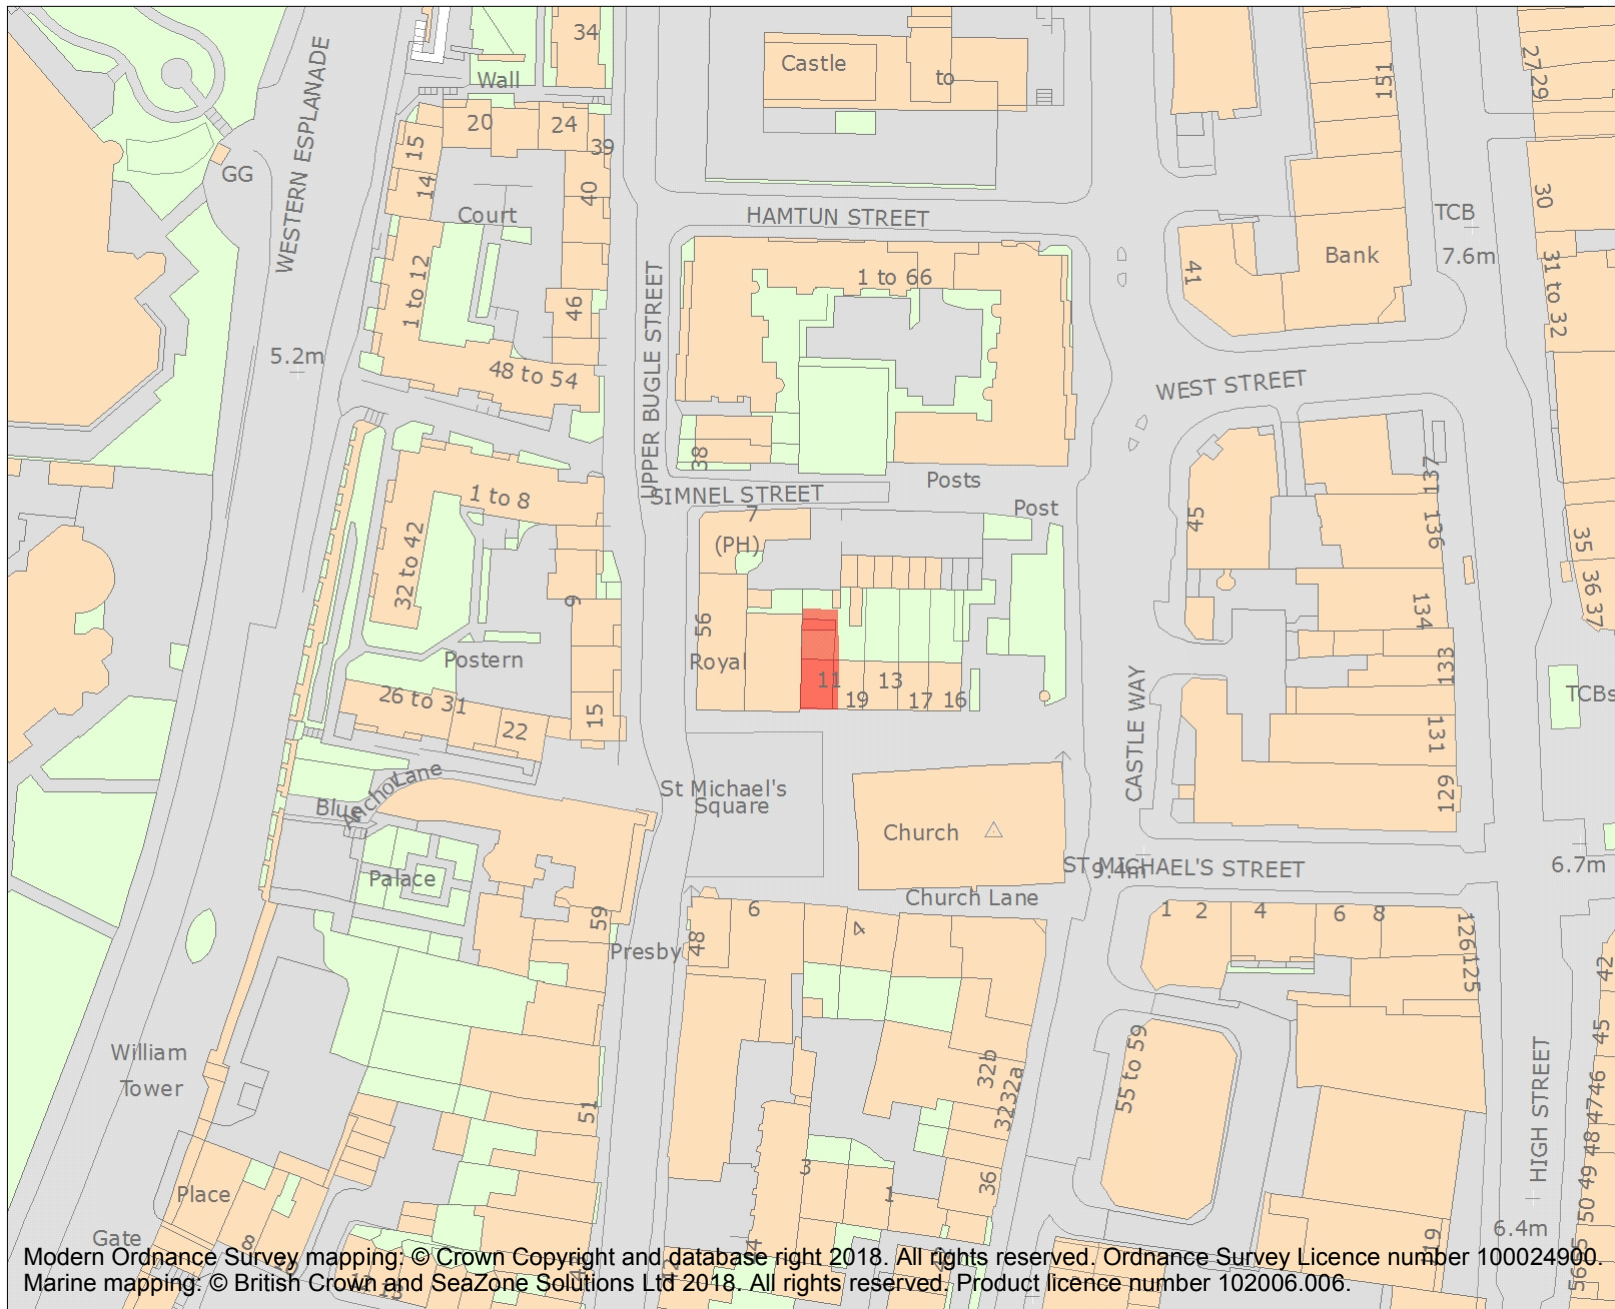 34
Castle
to
Wall
151
27 29
WESTERN ESPLANADE
20
24
15
39
GG
14
40
30
Court
HAMTUN STREET
TCB
7.6m
Bank
41
1 to 12
UPPER BUGLE STREET
1 to 66
31 to 32
46
5.2m
48 to 54
WEST STREET
38
SIMNEL STREET
Posts
Post
137
1 to 8
7
(PH)
45
136
35
32 to 42
9
56
36 37
134
Royal
Postern
11
19
13
17
16
133
26 to 31
22
15
CASTLE WAY
TCBs
131
St Michael's
Square
Anchor Lane
Blue
129
Church
Palace
ST MICHAEL'S STREET
9.4m
6.7m
Church Lane
6
4
59
48
Presby
1
2
4
6
8
126
125
42
William
Tower
32b
32a
32
55 to 59
45
46
47
48
49
50
HIGH STREET
51
3
1
36
Place
Gate
8
6.4m
19
56
13
Modern Ordnance Survey mapping: © Crown Copyright and database right 2018. All rights reserved. Ordnance Survey Licence number 100024900.
Marine mapping: © British Crown and SeaZone Solutions Ltd 2018. All rights reserved. Product licence number 102006.006.